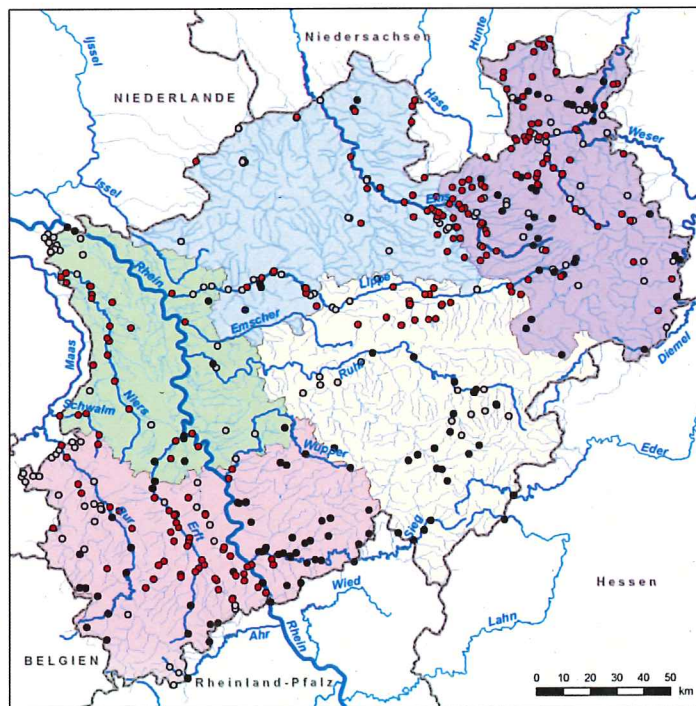 Niedersachsen
Ijssel
Hunte
Hase
NIEDERLANDE
Weser
Issel
Ems
Rhein
Lippe
Emscher
Maas
Diemel
Ruhr
Niers
Schwalm
Eder
Wupper
Rur
Erft
Sieg
Hessen
Wied
Lahn
Ahr
Rhein
BELGIEN
Rheinland-Pfalz
0 10 20 30 40 50
km